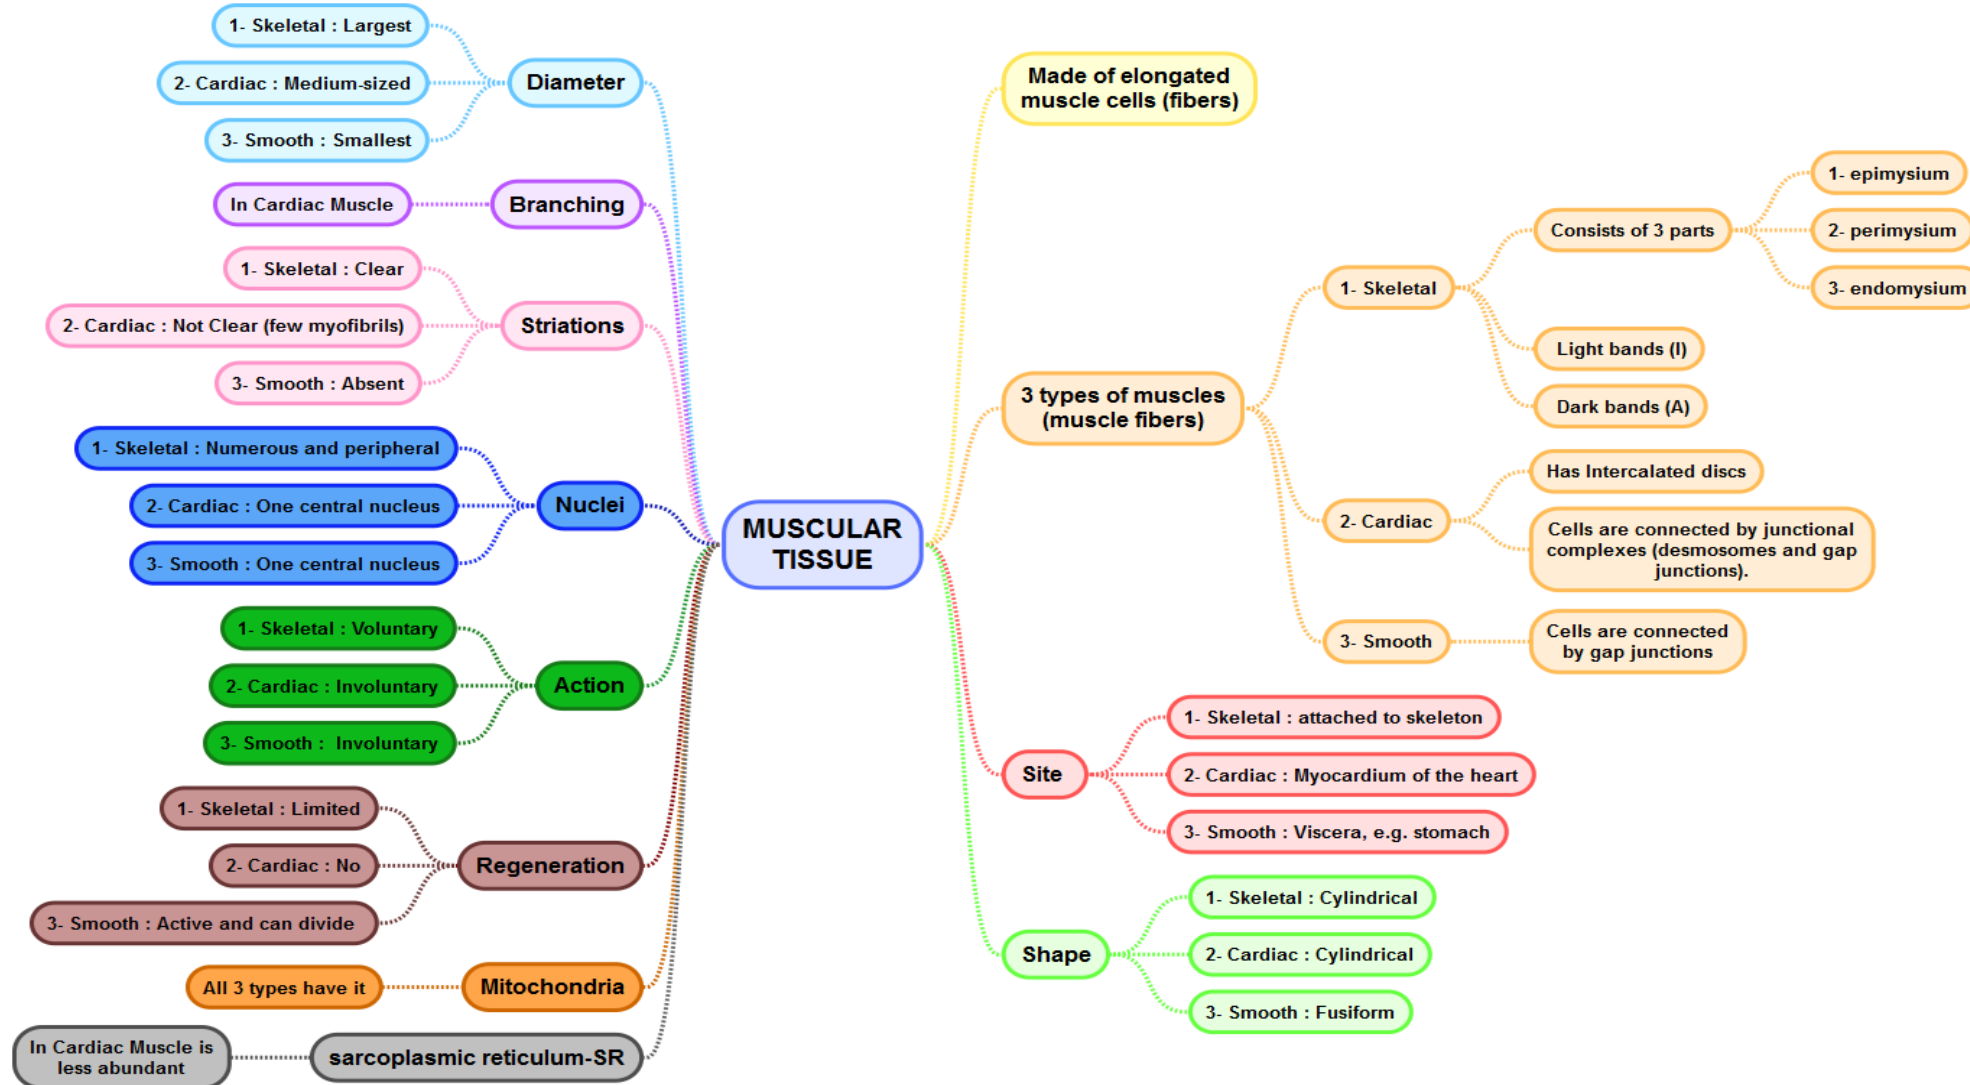 MUSCULAR
TISSUE
Made of elongated
muscle cells (fibers)
3 types of muscles
(muscle fibers)
1- Skeletal
Consists of 3 parts
1- epimysium
2- perimysium
3- endomysium
Light bands (I)
Dark bands (A)
2- Cardiac
Has Intercalated discs
Cells are connected by junctional
complexes (desmosomes and gap
junctions).
3- Smooth
Cells are connected
by gap junctions
Site
1- Skeletal : attached to skeleton
2- Cardiac : Myocardium of the heart
3- Smooth : Viscera, e.g. stomach
Shape
1- Skeletal : Cylindrical
2- Cardiac : Cylindrical
3- Smooth : Fusiform
Diameter
1- Skeletal : Largest
2- Cardiac : Medium-sized
3- Smooth : Smallest
Branching
In Cardiac Muscle
Striations
1- Skeletal : Clear
2- Cardiac : Not Clear (few myofibrils)
3- Smooth : Absent
Nuclei
1- Skeletal : Numerous and peripheral
2- Cardiac : One central nucleus
3- Smooth : One central nucleus
Action
1- Skeletal : Voluntary
2- Cardiac : Involuntary
3- Smooth :  Involuntary
Regeneration
1- Skeletal : Limited
2- Cardiac : No
3- Smooth : Active and can divide
Mitochondria
All 3 types have it
sarcoplasmic reticulum-SR
In Cardiac Muscle is
less abundant